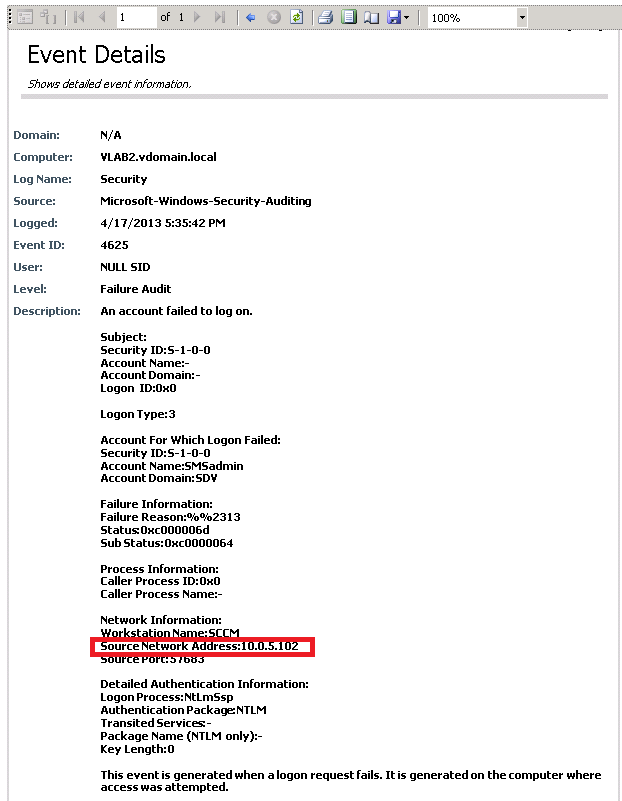 1 of 1 100%
Event Details
Shows detailed event information.
Domain: N/A
Computer: VLAB2.vdomain.local
Log Name: Security
Source: Microsoft-Windows-Security-Auditing
Logged: 4/17/2013 5:35:42 PM
Event ID: 4625
User: NULL SID
Level: Failure Audit
Description: An account failed to log on.
Subject:
Security ID:S-1-0-0
Account Name:-
Account Domain:-
Logon ID:0x0
Logon Type:3
Account For Which Logon Failed:
Security ID:S-1-0-0
Account Name:SMSadmin
Account Domain:SDV
Failure Information:
Failure Reason:%%2313
Status:0xc000006d
Sub Status:0xc0000064
Process Information:
Caller Process ID:0x0
Caller Process Name:-
Network Information:
Workstation Name:SCCM
Source Network Address:10.0.5.102
Source Port:57683
Detailed Authentication Information:
Logon Process:NtLmSsp
Authentication Package:NTLM
Transited Services:-
Package Name (NTLM only):-
Key Length:0
This event is generated when a logon request fails. It is generated on the computer where
access was attempted.